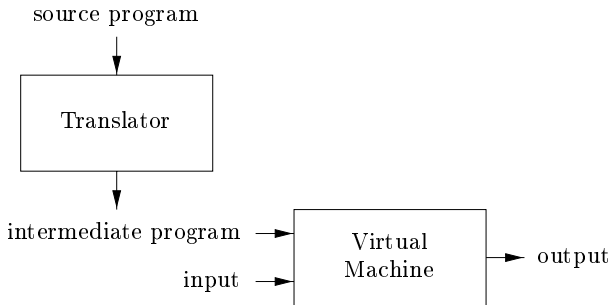 source program
Translator
intermediate program
input
Virtual
Machine
output